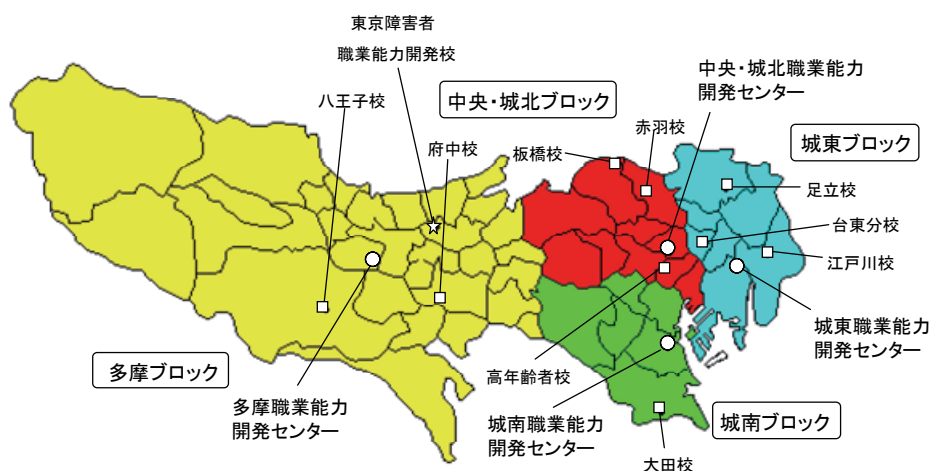 東京障害者
職業能力開発校
八王子校
中央・城北ブロック
中央・城北職業能力
開発センター
府中校
板橋校
赤羽校
城東ブロック
足立校
台東分校
江戸川校
城東職業能力
開発センター
多摩ブロック
多摩職業能力
開発センター
高年齢者校
城南職業能力
開発センター
城南ブロック
大田校